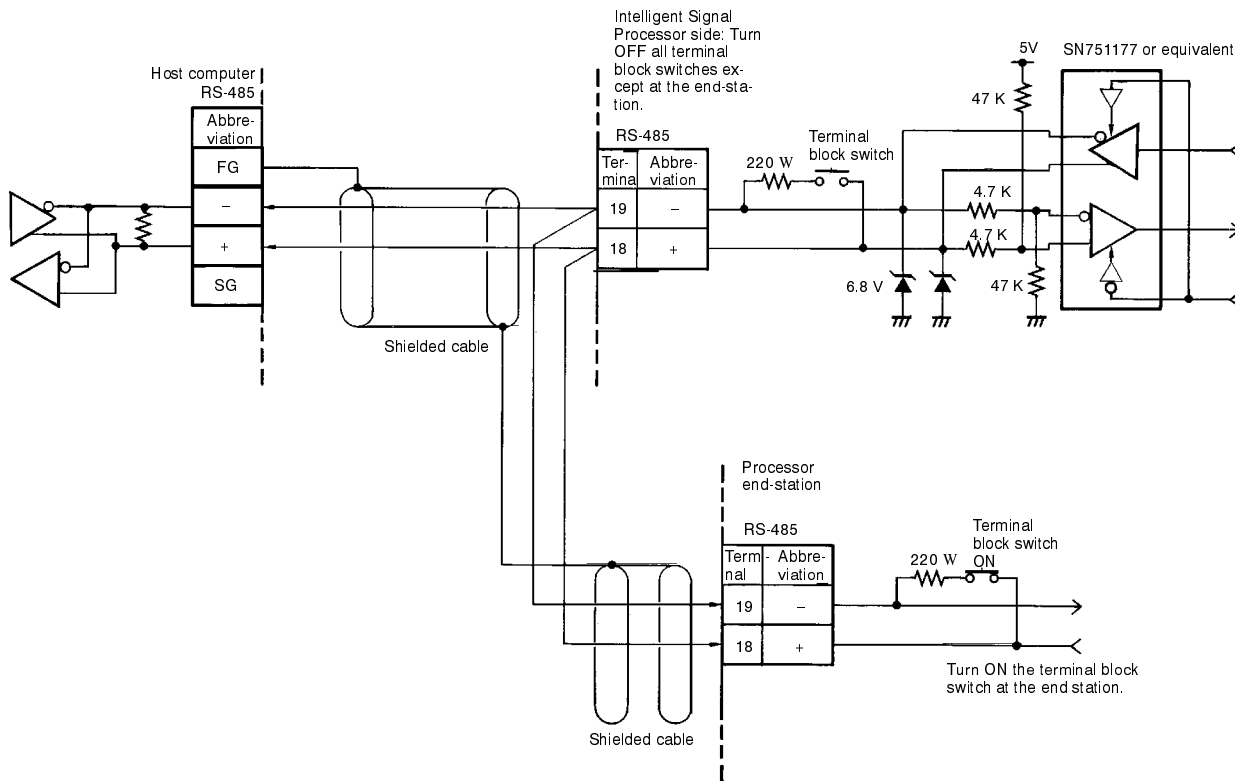 Intelligent Signal
Processor side: Turn
OFF all terminal
block switches ex-
cept at the end-sta-
tion.
Host computer
RS-485
Abbre-
viation
FG
–
+
SG
Shielded cable
RS-485
Ter-
mina
Abbre-
viation
19
–
18
+
220 W
Terminal
block switch
5V
SN751177 or equivalent
47 K
4.7 K
4.7 K
6.8 V
47 K
Processor
end-station
RS-485
Term-
nal
Abbre-
viation
19
–
18
+
220 W
Terminal
block switch
ON
Turn ON the terminal block
switch at the end station.
Shielded cable